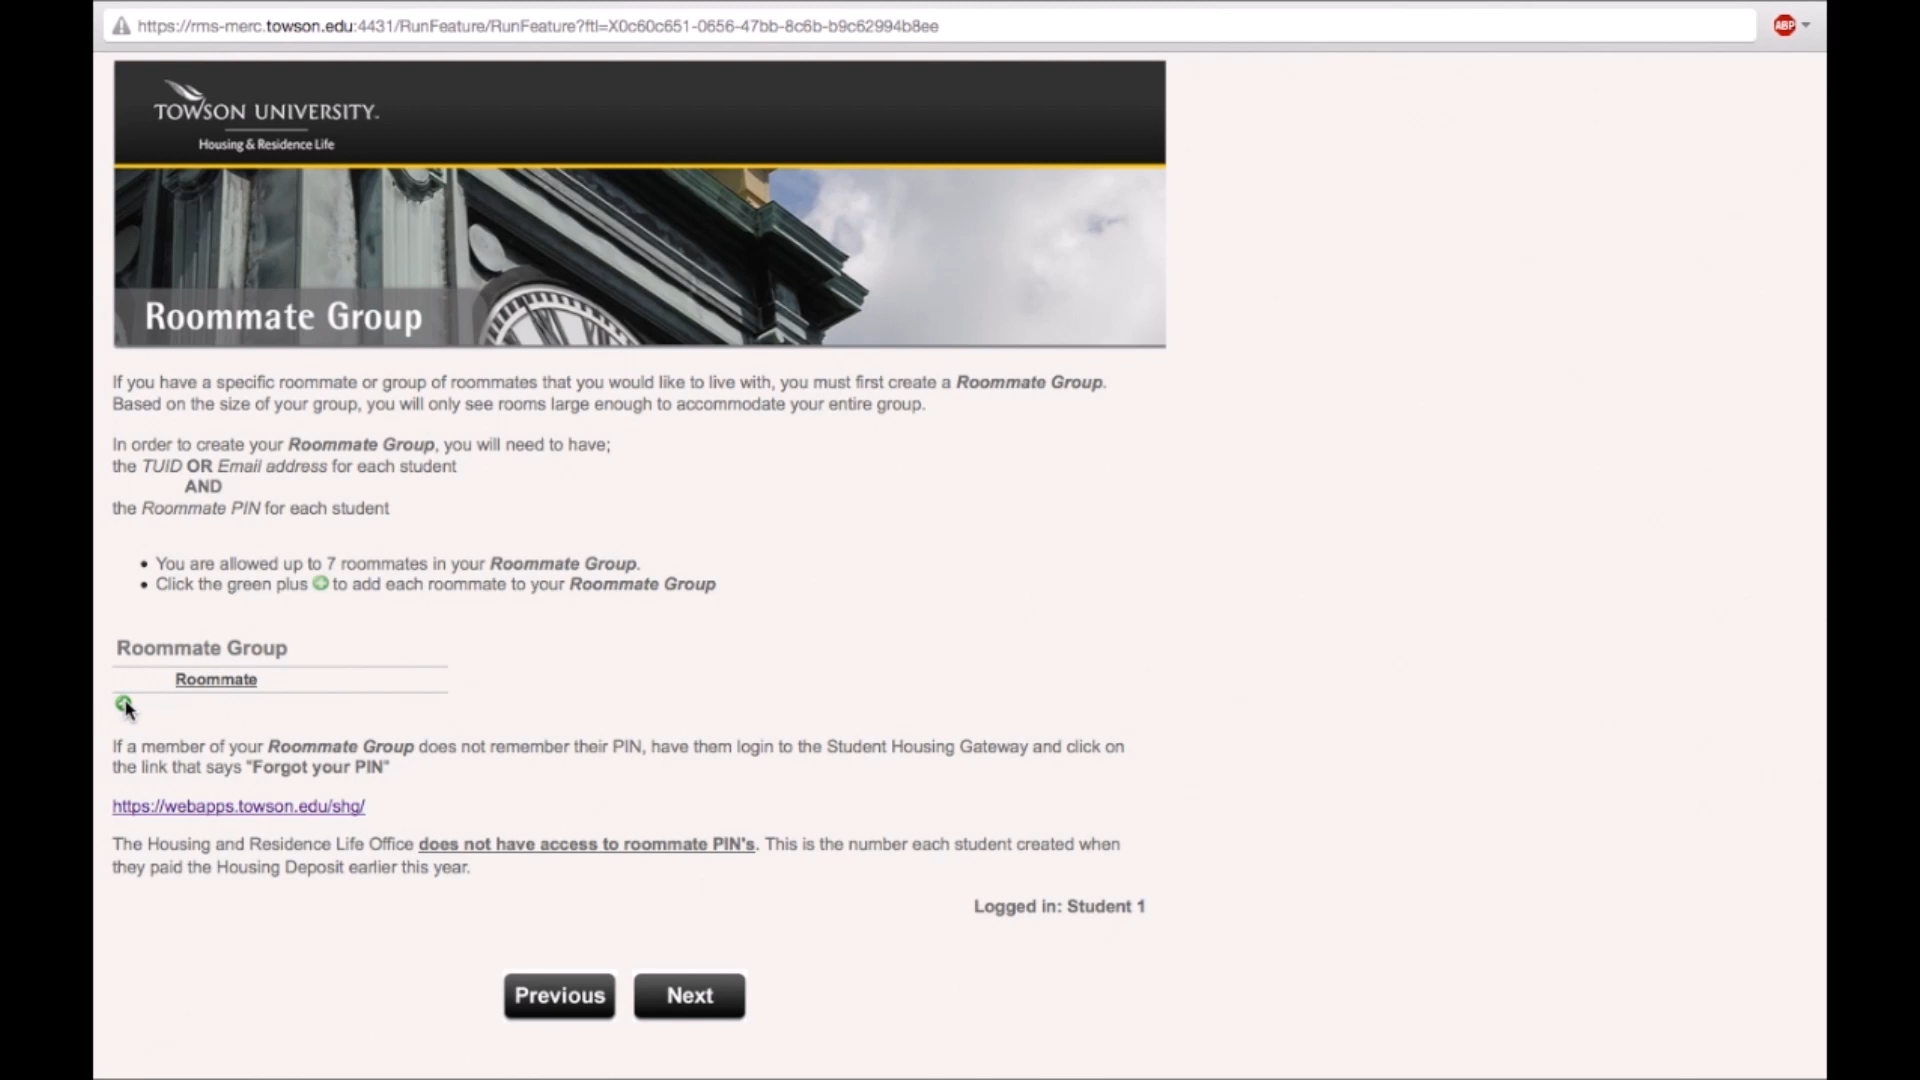 https://rms-merc.towson.edu:4431/RunFeature/RunFeature?ftl=X0c60c651-0656-47bb-8c6b-b9c62994b8ee
ABP
TOWSON UNIVERSITY™
Housing & Residence Life
Roommate Group
If you have a specific roommate or group of roommates that you would like to live with, you must first create a Roommate Group.
Based on the size of your group, you will only see rooms large enough to accommodate your entire group.
In order to create your Roommate Group, you will need to have;
the TUID OR Email address for each student
AND
the Roommate PIN for each student
• You are allowed up to 7 roommates in your Roommate Group.
• Click the green plus to add each roommate to your Roommate Group
Roommate Group
Roommate
If a member of your Roommate Group does not remember their PIN, have them login to the Student Housing Gateway and click on
the link that says "Forgot your PIN"
https://webapps.towson.edu/shg/
The Housing and Residence Life Office does not have access to roommate PIN's. This is the number each student created when
they paid the Housing Deposit earlier this year.
Logged in: Student 1
Previous Next